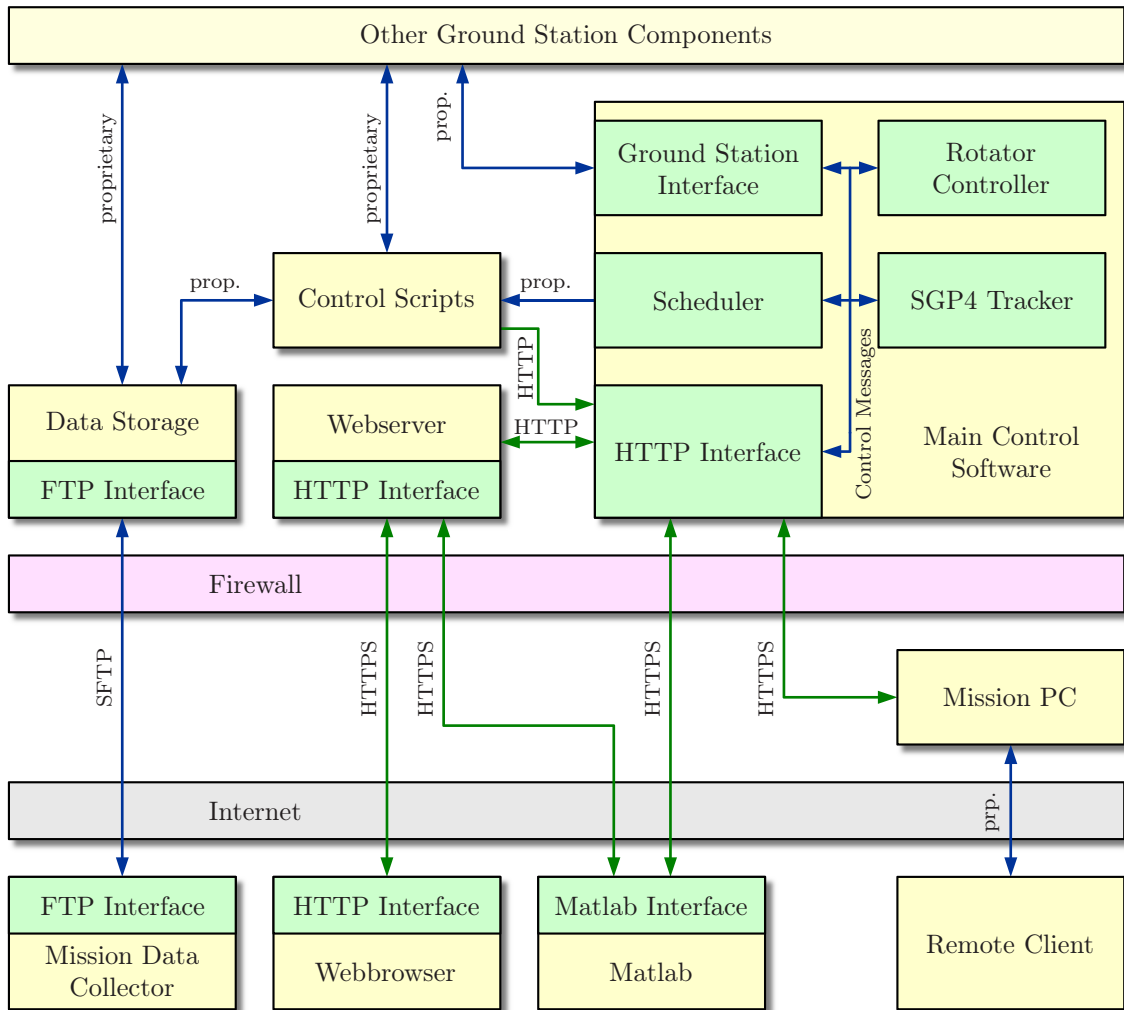 Other Ground Station Components
proprietary
proprietary
prop.
Ground Station
Interface
Rotator
Controller
prop.
Control Scripts
prop.
Scheduler
SGP4 Tracker
HTTP
Control Messages
Data Storage
FTP Interface
Webserver
HTTP Interface
HTTP
HTTP Interface
Main Control
Software
Firewall
SFTP
HTTPS
HTTPS
HTTPS
HTTPS
Mission PC
Internet
prp.
FTP Interface
Mission Data
Collector
HTTP Interface
Webbrowser
Matlab Interface
Matlab
Remote Client